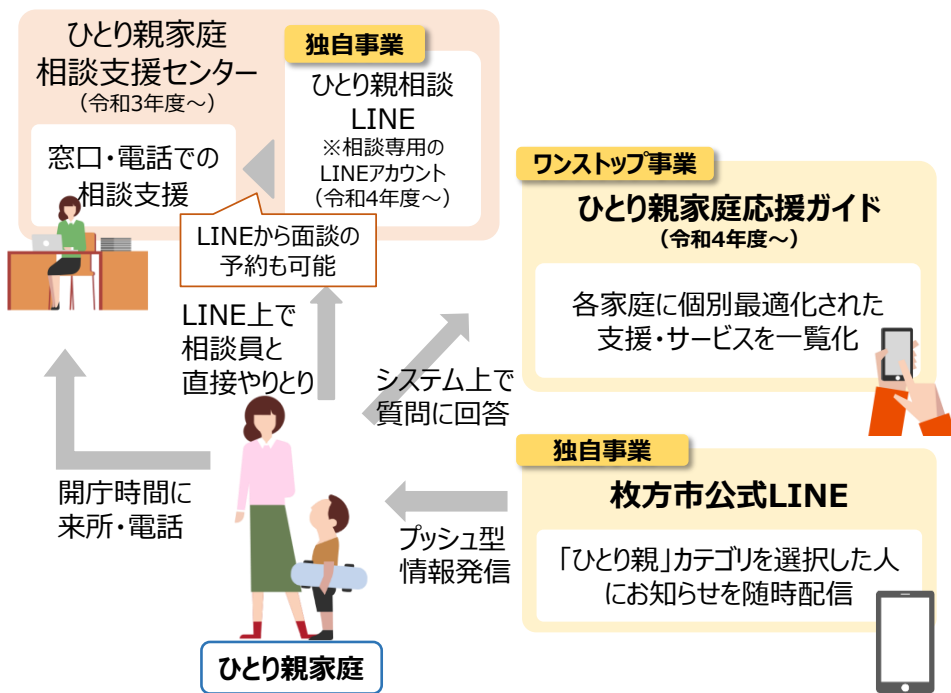 ひとり親家庭
相談支援センター
（令和3年度～）
窓口・電話での
相談支援
独自事業
ひとり親相談
LINE
※相談専用の
LINEアカウント
（令和4年度～）
LINEから面談の
予約も可能
LINE上で
相談員と
直接やりとり
開庁時間に
来所・電話
システム上で
質問に回答
ワンストップ事業
ひとり親家庭応援ガイド
（令和4年度～）
各家庭に個別最適化された
支援・サービスを一覧化
独自事業
枚方市公式LINE
「ひとり親」カテゴリを選択した人
にお知らせを随時配信
プッシュ型
情報発信
ひとり親家庭